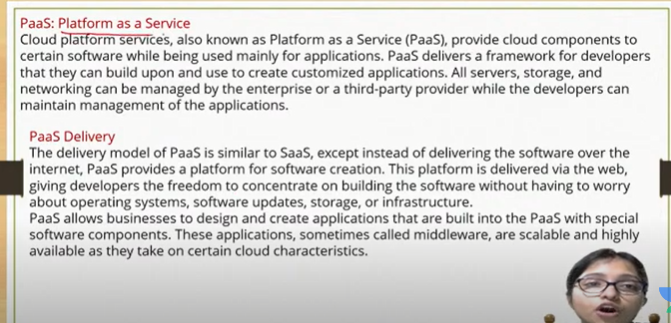 PaaS: Platform as a Service
Cloud platform services, also known as Platform as a Service (PaaS), provide cloud components to
certain software while being used mainly for applications. PaaS delivers a framework for developers
that they can build upon and use to create customized applications. All servers, storage, and
networking can be managed by the enterprise or a third-party provider while the developers can
maintain management of the applications.
PaaS Delivery
The delivery model of PaaS is similar to SaaS, except instead of delivering the software over the
internet, PaaS provides a platform for software creation. This platform is delivered via the web,
giving developers the freedom to concentrate on building the software without having to worry
about operating systems, software updates, storage, or infrastructure.
PaaS allows businesses to design and create applications that are built into the PaaS with special
software components. These applications, sometimes called middleware, are scalable and highly
available as they take on certain cloud characteristics.